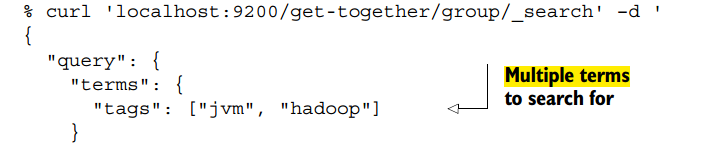 % curl 'localhost:9200/get-together/group/_search' -d '
{
"query": {
"terms": {
"tags": ["jvm", "hadoop"]
}
Multiple terms
to search for